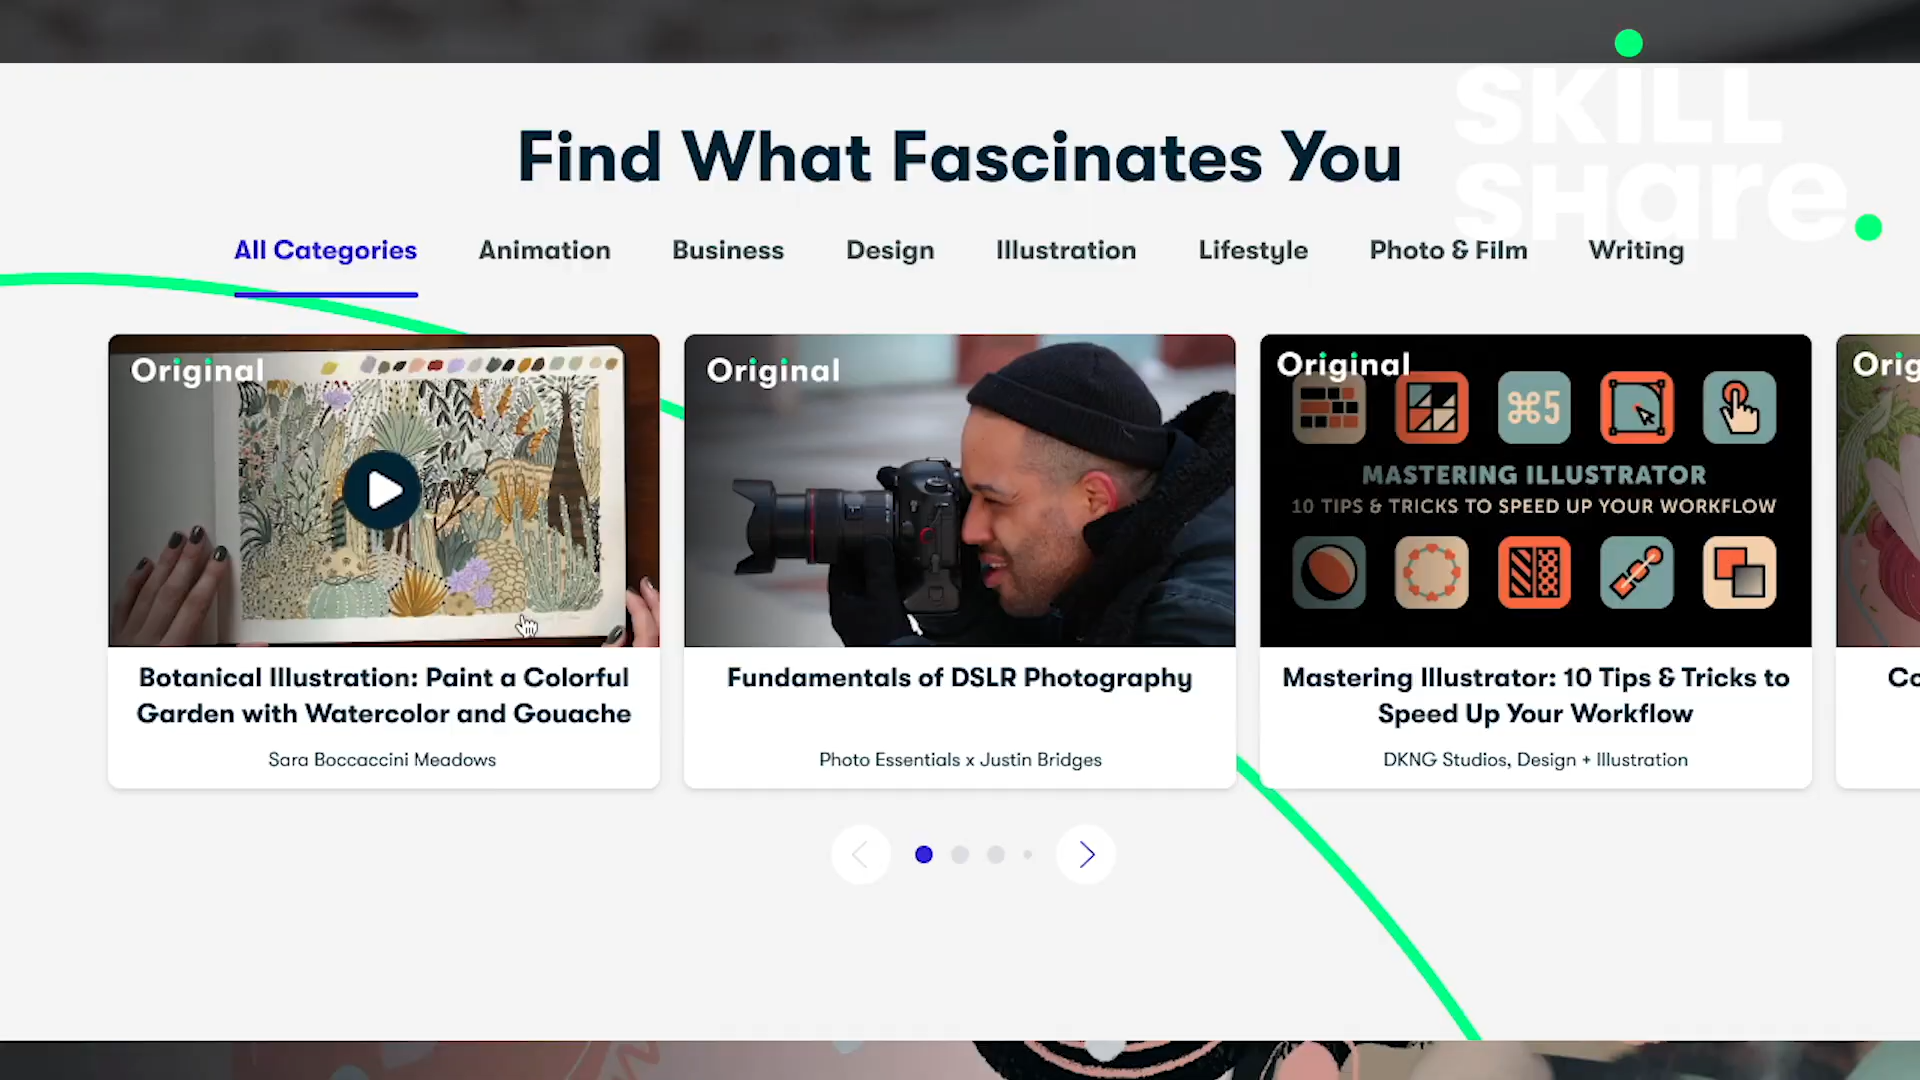 SKILL
SHare.
Find What Fascinates You
All Categories Animation Business Design Illustration Lifestyle Photo & Film Writing
Original
Original
Original
Orig
⌘5
MASTERING ILLUSTRATOR
10 TIPS & TRICKS TO SPEED UP YOUR WORKFLOW
Botanical Illustration: Paint a Colorful
Garden with Watercolor and Gouache
Sara Boccaccini Meadows
Fundamentals of DSLR Photography
Photo Essentials x Justin Bridges
Mastering Illustrator: 10 Tips & Tricks to
Speed Up Your Workflow
DKNG Studios, Design + Illustration
Co